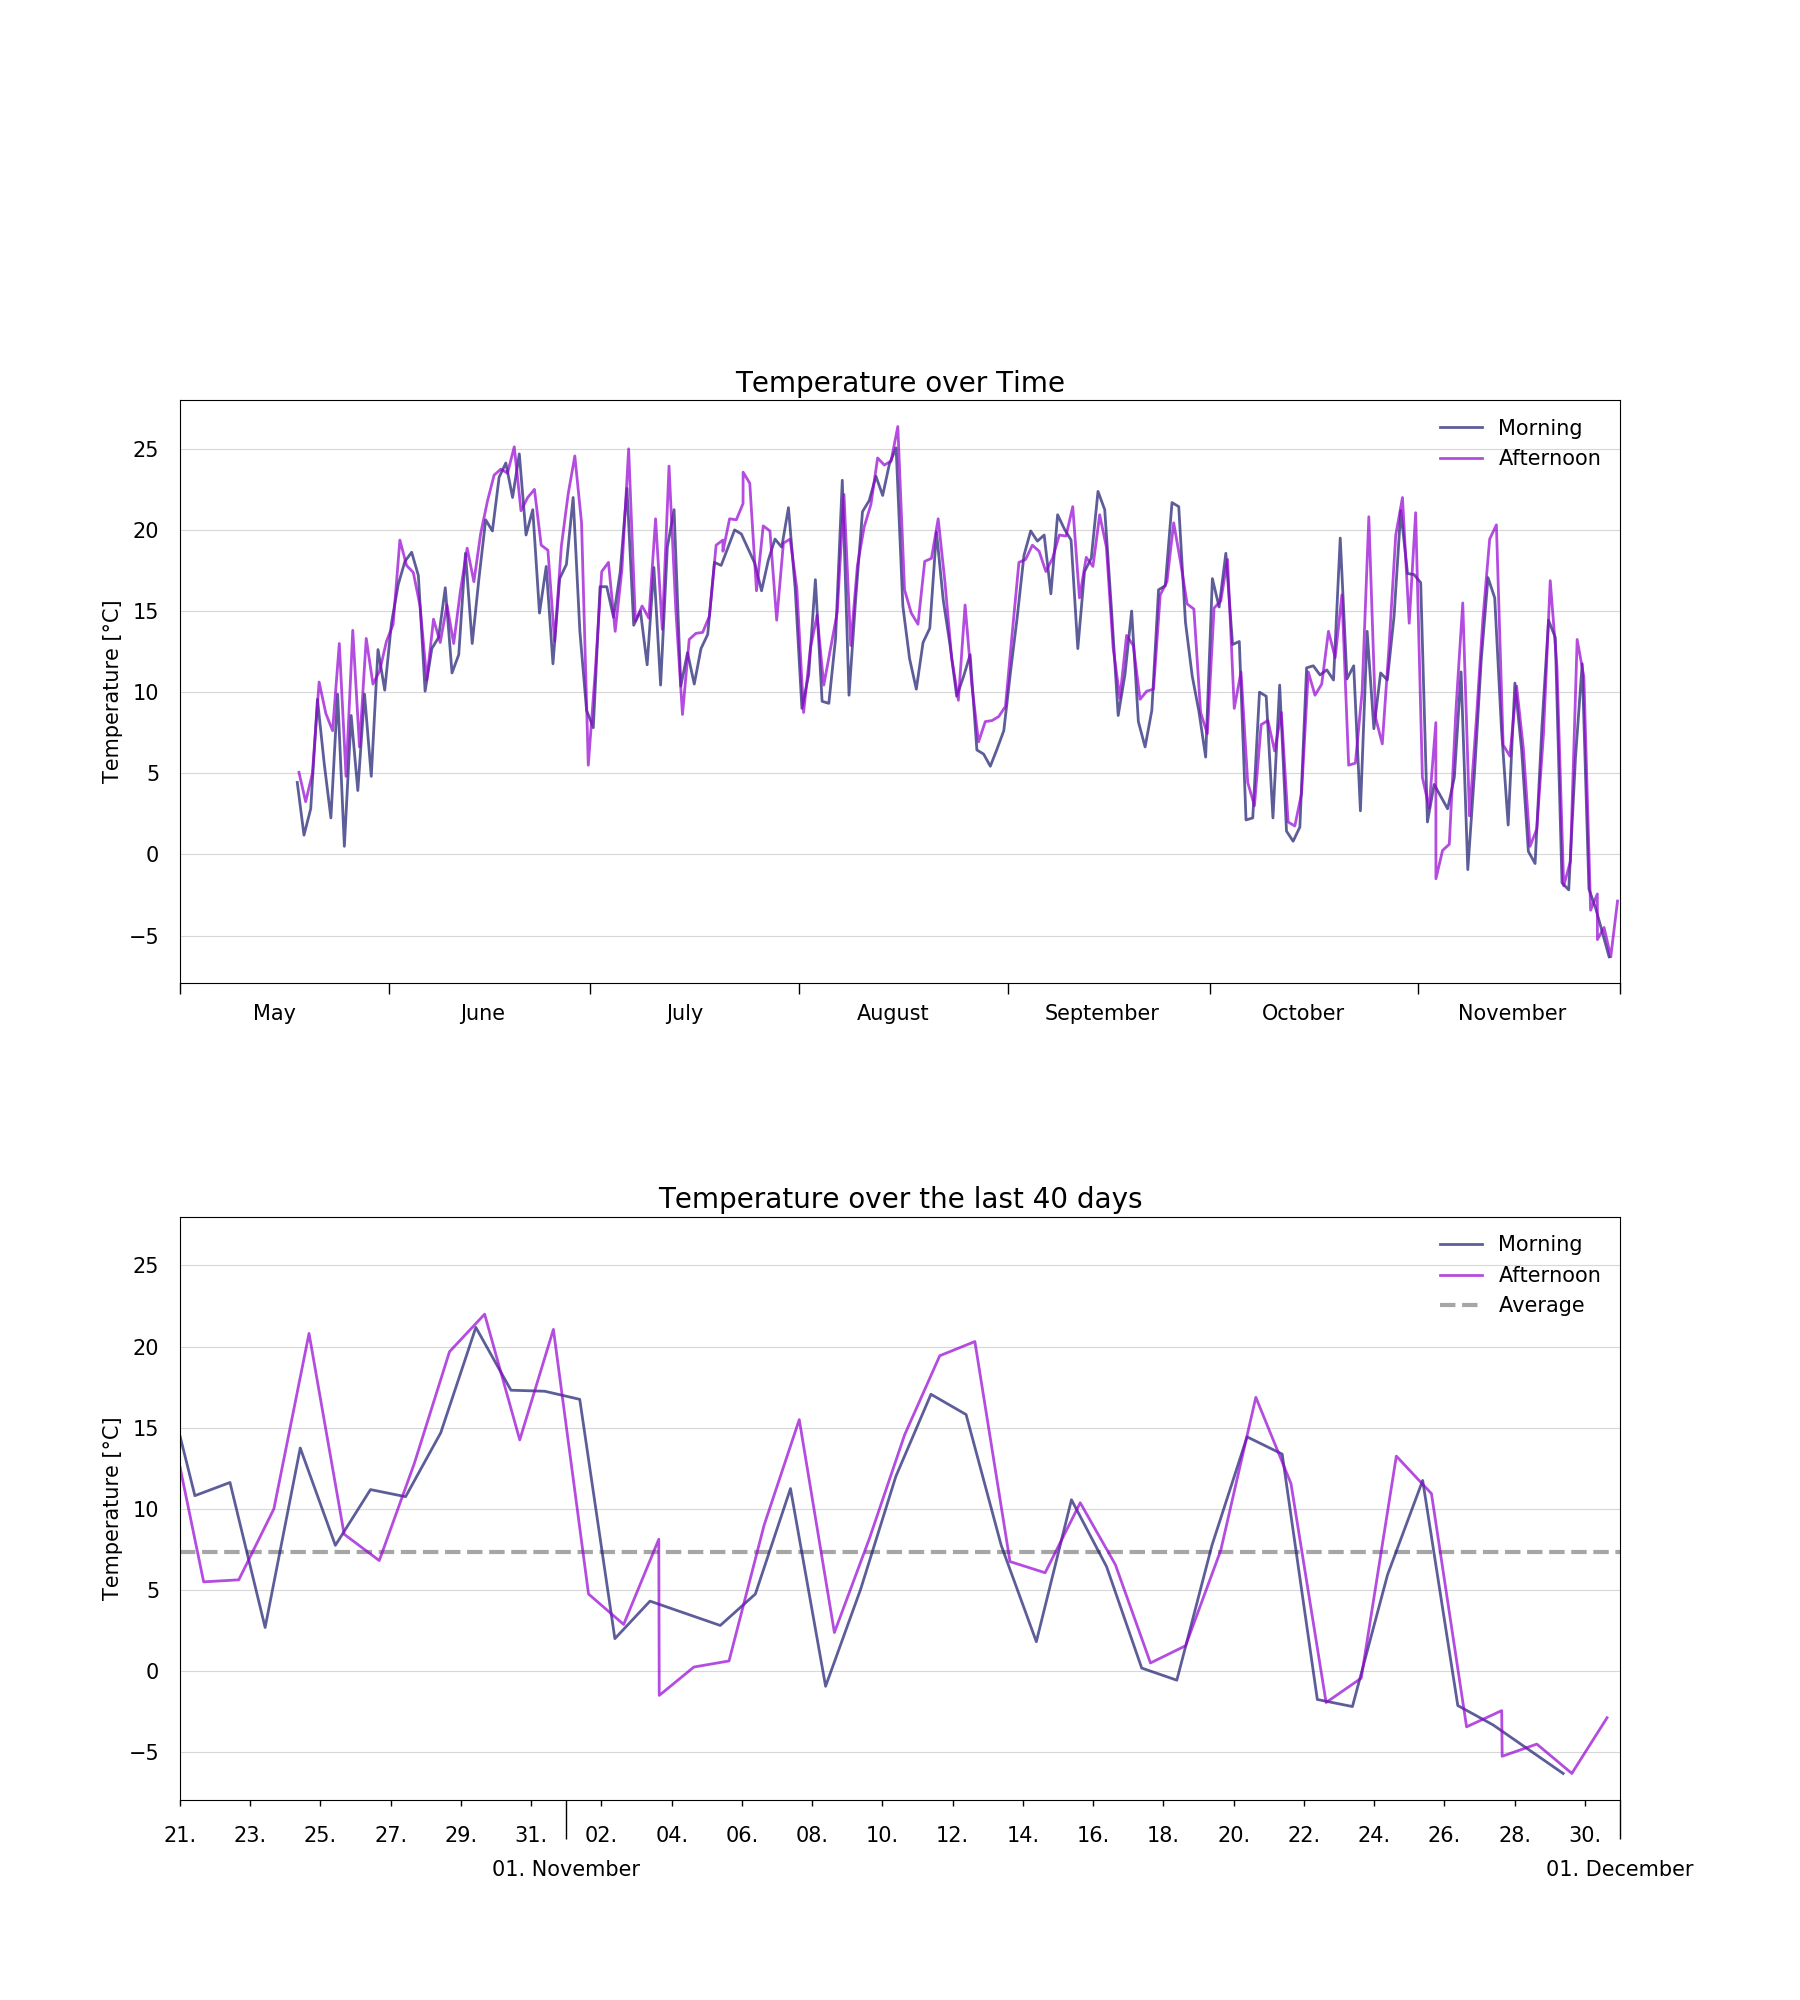 Temperature over Time
Temperature [°C]
25
20
15
10
5
0
−5
Morning
Afternoon
May June July August September October November
Temperature over the last 40 days
Temperature [°C]
25
20
15
10
5
0
−5
Morning
Afternoon
Average
21. 23. 25. 27. 29. 31. 02. 04. 06. 08. 10. 12. 14. 16. 18. 20. 22. 24. 26. 28. 30.
01. November 01. December